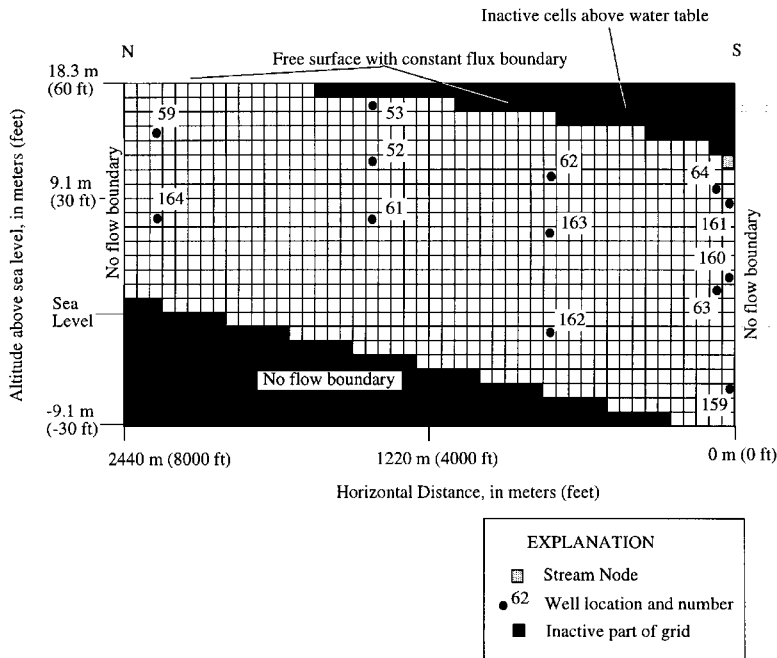 Inactive cells above water table
N
S
Free surface with constant flux boundary
18.3 m
(60 ft)
59
53
52
62
64
9.1 m
(30 ft)
164
61
163
161
160
63
162
159
No flow boundary
No flow boundary
No flow boundary
Altitude above sea level, in meters (feet)
Sea
Level
-9.1 m
(-30 ft)
2440 m (8000 ft)
1220 m (4000 ft)
0 m (0 ft)
Horizontal Distance, in meters (feet)
EXPLANATION
Stream Node
62 Well location and number
Inactive part of grid